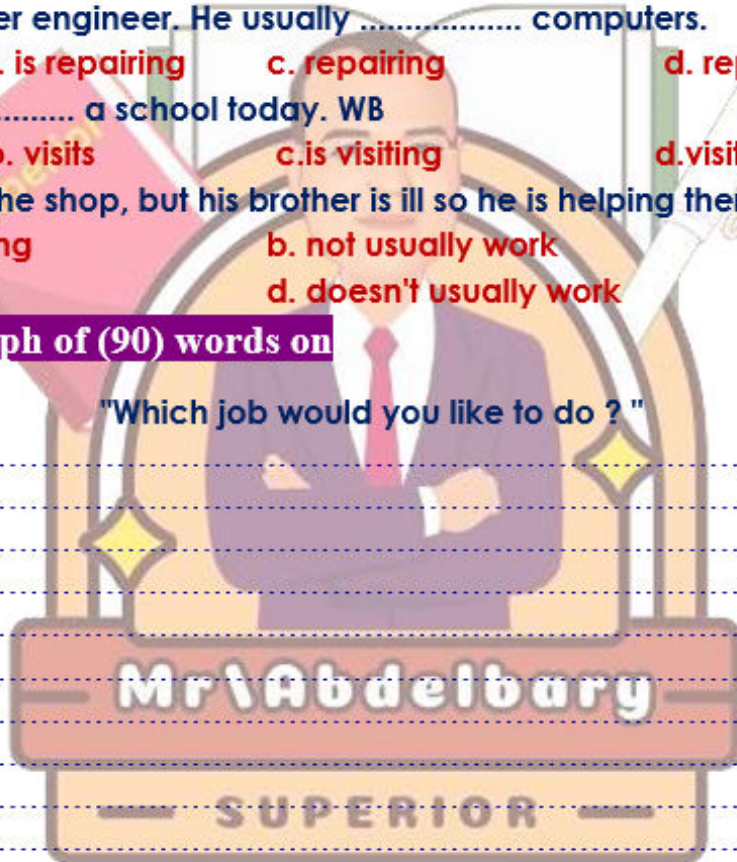 er engineer. He usually .................. computers.
. is repairing c. repairing d. rep
......... a school today. WB
b. visits c.is visiting d.visit
he shop, but his brother is ill so he is helping ther
ng b. not usually work
d. doesn't usually work
ph of (90) words on
"Which job would you like to do ? "
Mr\Abdelbary
SUPERIOR